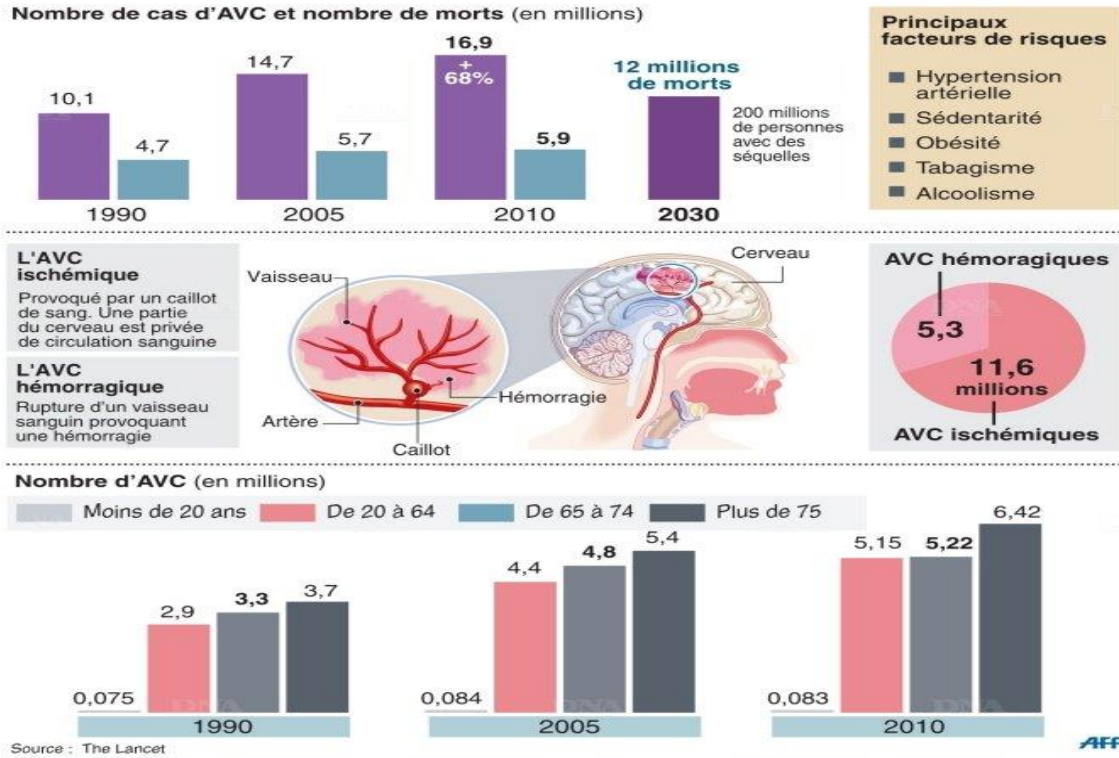 Nombre de cas d'AVC et nombre de morts (en millions)
10,1
4,7
1990
14,7
5,7
2005
16,9
+
68%
5,9
2010
12 millions
de morts
200 millions
de personnes
avec des
séquelles
2030
Principaux
facteurs de risques
Hypertension
artérielle
Sédentarité
Obésité
Tabagisme
Alcoolisme
L'AVC
ischémique
Provoqué par un caillot
de sang. Une partie
du cerveau est privée
de circulation sanguine
L'AVC
hémorragique
Rupture d'un vaisseau
sanguin provoquant
une hémorragie
Vaisseau
Artère
Caillot
Hémorragie
Cerveau
AVC hémoragiques
5,3
11,6
millions
AVC ischémiques
Nombre d'AVC (en millions)
Moins de 20 ans
De 20 à 64
De 65 à 74
Plus de 75
0,075
2,9
3,3
3,7
1990
0,084
4,4
4,8
5,4
2005
0,083
5,15
5,22
6,42
2010
Source : The Lancet
AFP